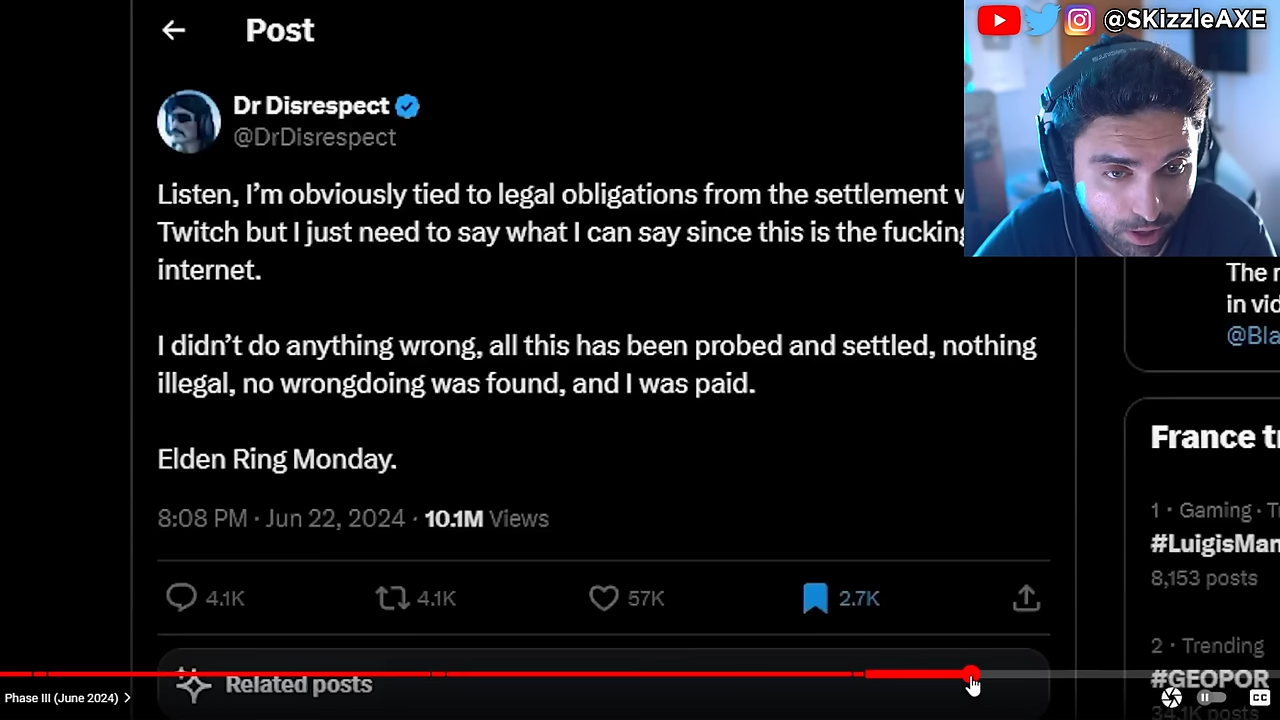 Post
@SKizzleAXE
Dr Disrespect
@DrDisrespect
Listen, I'm obviously tied to legal obligations from the settlement
Twitch but I just need to say what I can say since this is the fucking
internet.
I didn't do anything wrong, all this has been probed and settled, nothing
illegal, no wrongdoing was found, and I was paid.
Elden Ring Monday.
8:08 PM · Jun 22, 2024 · 10.1M Views
4.1K 4.1K 57K 2.7K
Related posts
The
in
@Bla
France
1 · Gaming ·
#LuigisMan
8,153 posts
2 · Trending
#GEOPOR
34.1K posts
Phase III (June 2024) >
CC